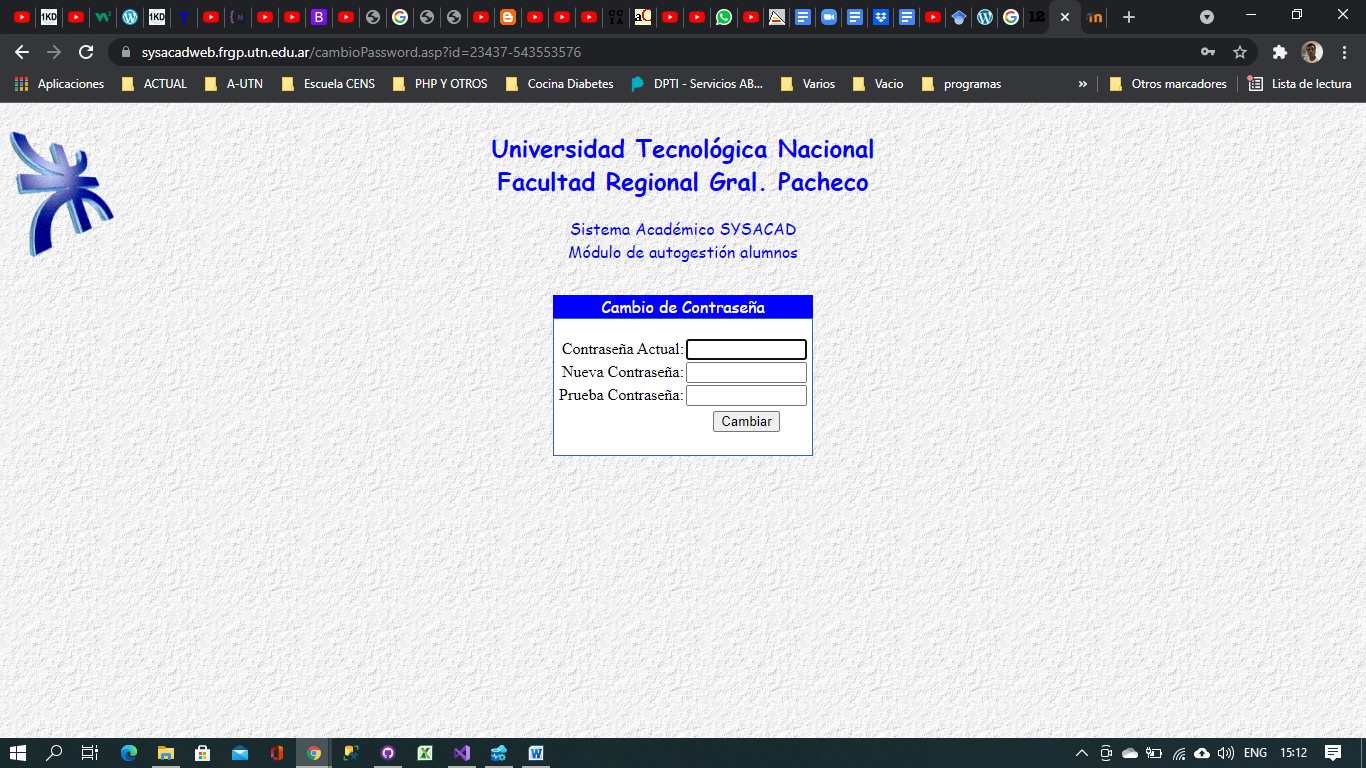 sysacadweb.frgp.utn.edu.ar/cambioPassword.asp?id=23437-543553576
Aplicaciones ACTUAL A-UTN Escuela CENS PHP Y OTROS Cocina Diabetes DPTI - Servicios AB... Varios Vacio programas » Otros marcadores Lista de lectura
Universidad Tecnológica Nacional
Facultad Regional Gral. Pacheco
Sistema Académico SYSACAD
Módulo de autogestión alumnos
Cambio de Contraseña
Contraseña Actual:
Nueva Contraseña:
Prueba Contraseña:
Cambiar
ENG 15:12